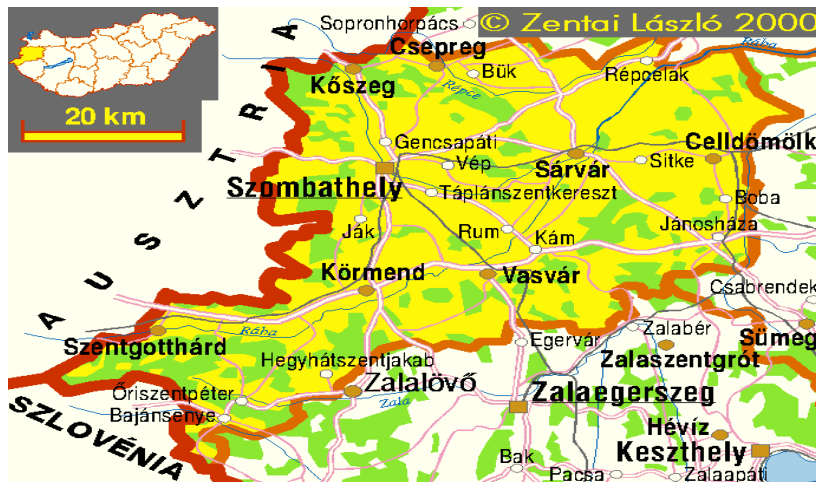 Sopronhorpács
© Zentai László 2000
Csepreg
Rába
Bük
Répcelak
Kőszeg
Répce
20 km
AUSZTRIA
Gencsapáti
Celldömölk
Vép
Sárvár
Sitke
Szombathely
Táplánszentkereszt
Boba
Ják
Rum
Jánosháza
Kám
Körmend
Vasvár
Csabrendek
Rába
Szentgotthárd
Egervár
Zalabér
Sümeg
Hegyhátszentjakab
Zalaszentgrót
Őriszentpéter
Zalalövő
Zala
Zalaegerszeg
Bajánsenye
SZLOVÉNIA
Hévíz
Keszthely
Bak
Pacsa
Zalaapáti